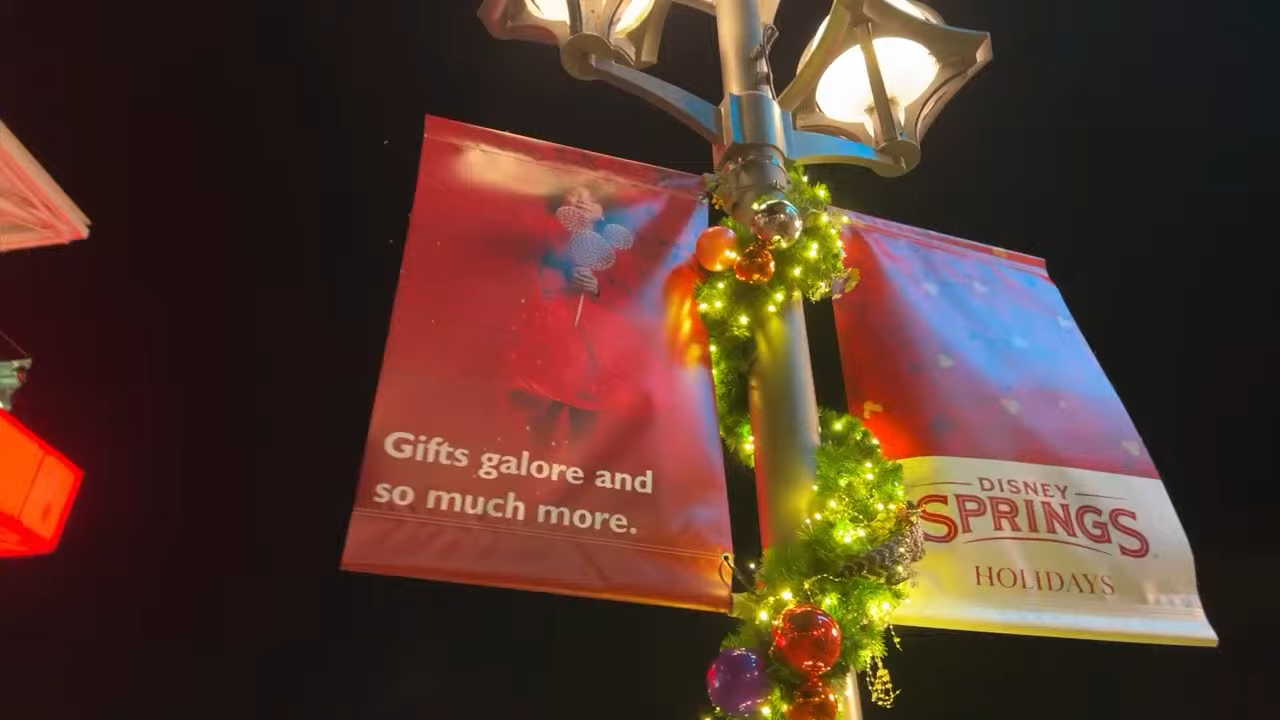 Gifts galore and
so much more.
DISNEY
SPRINGS
HOLIDAYS